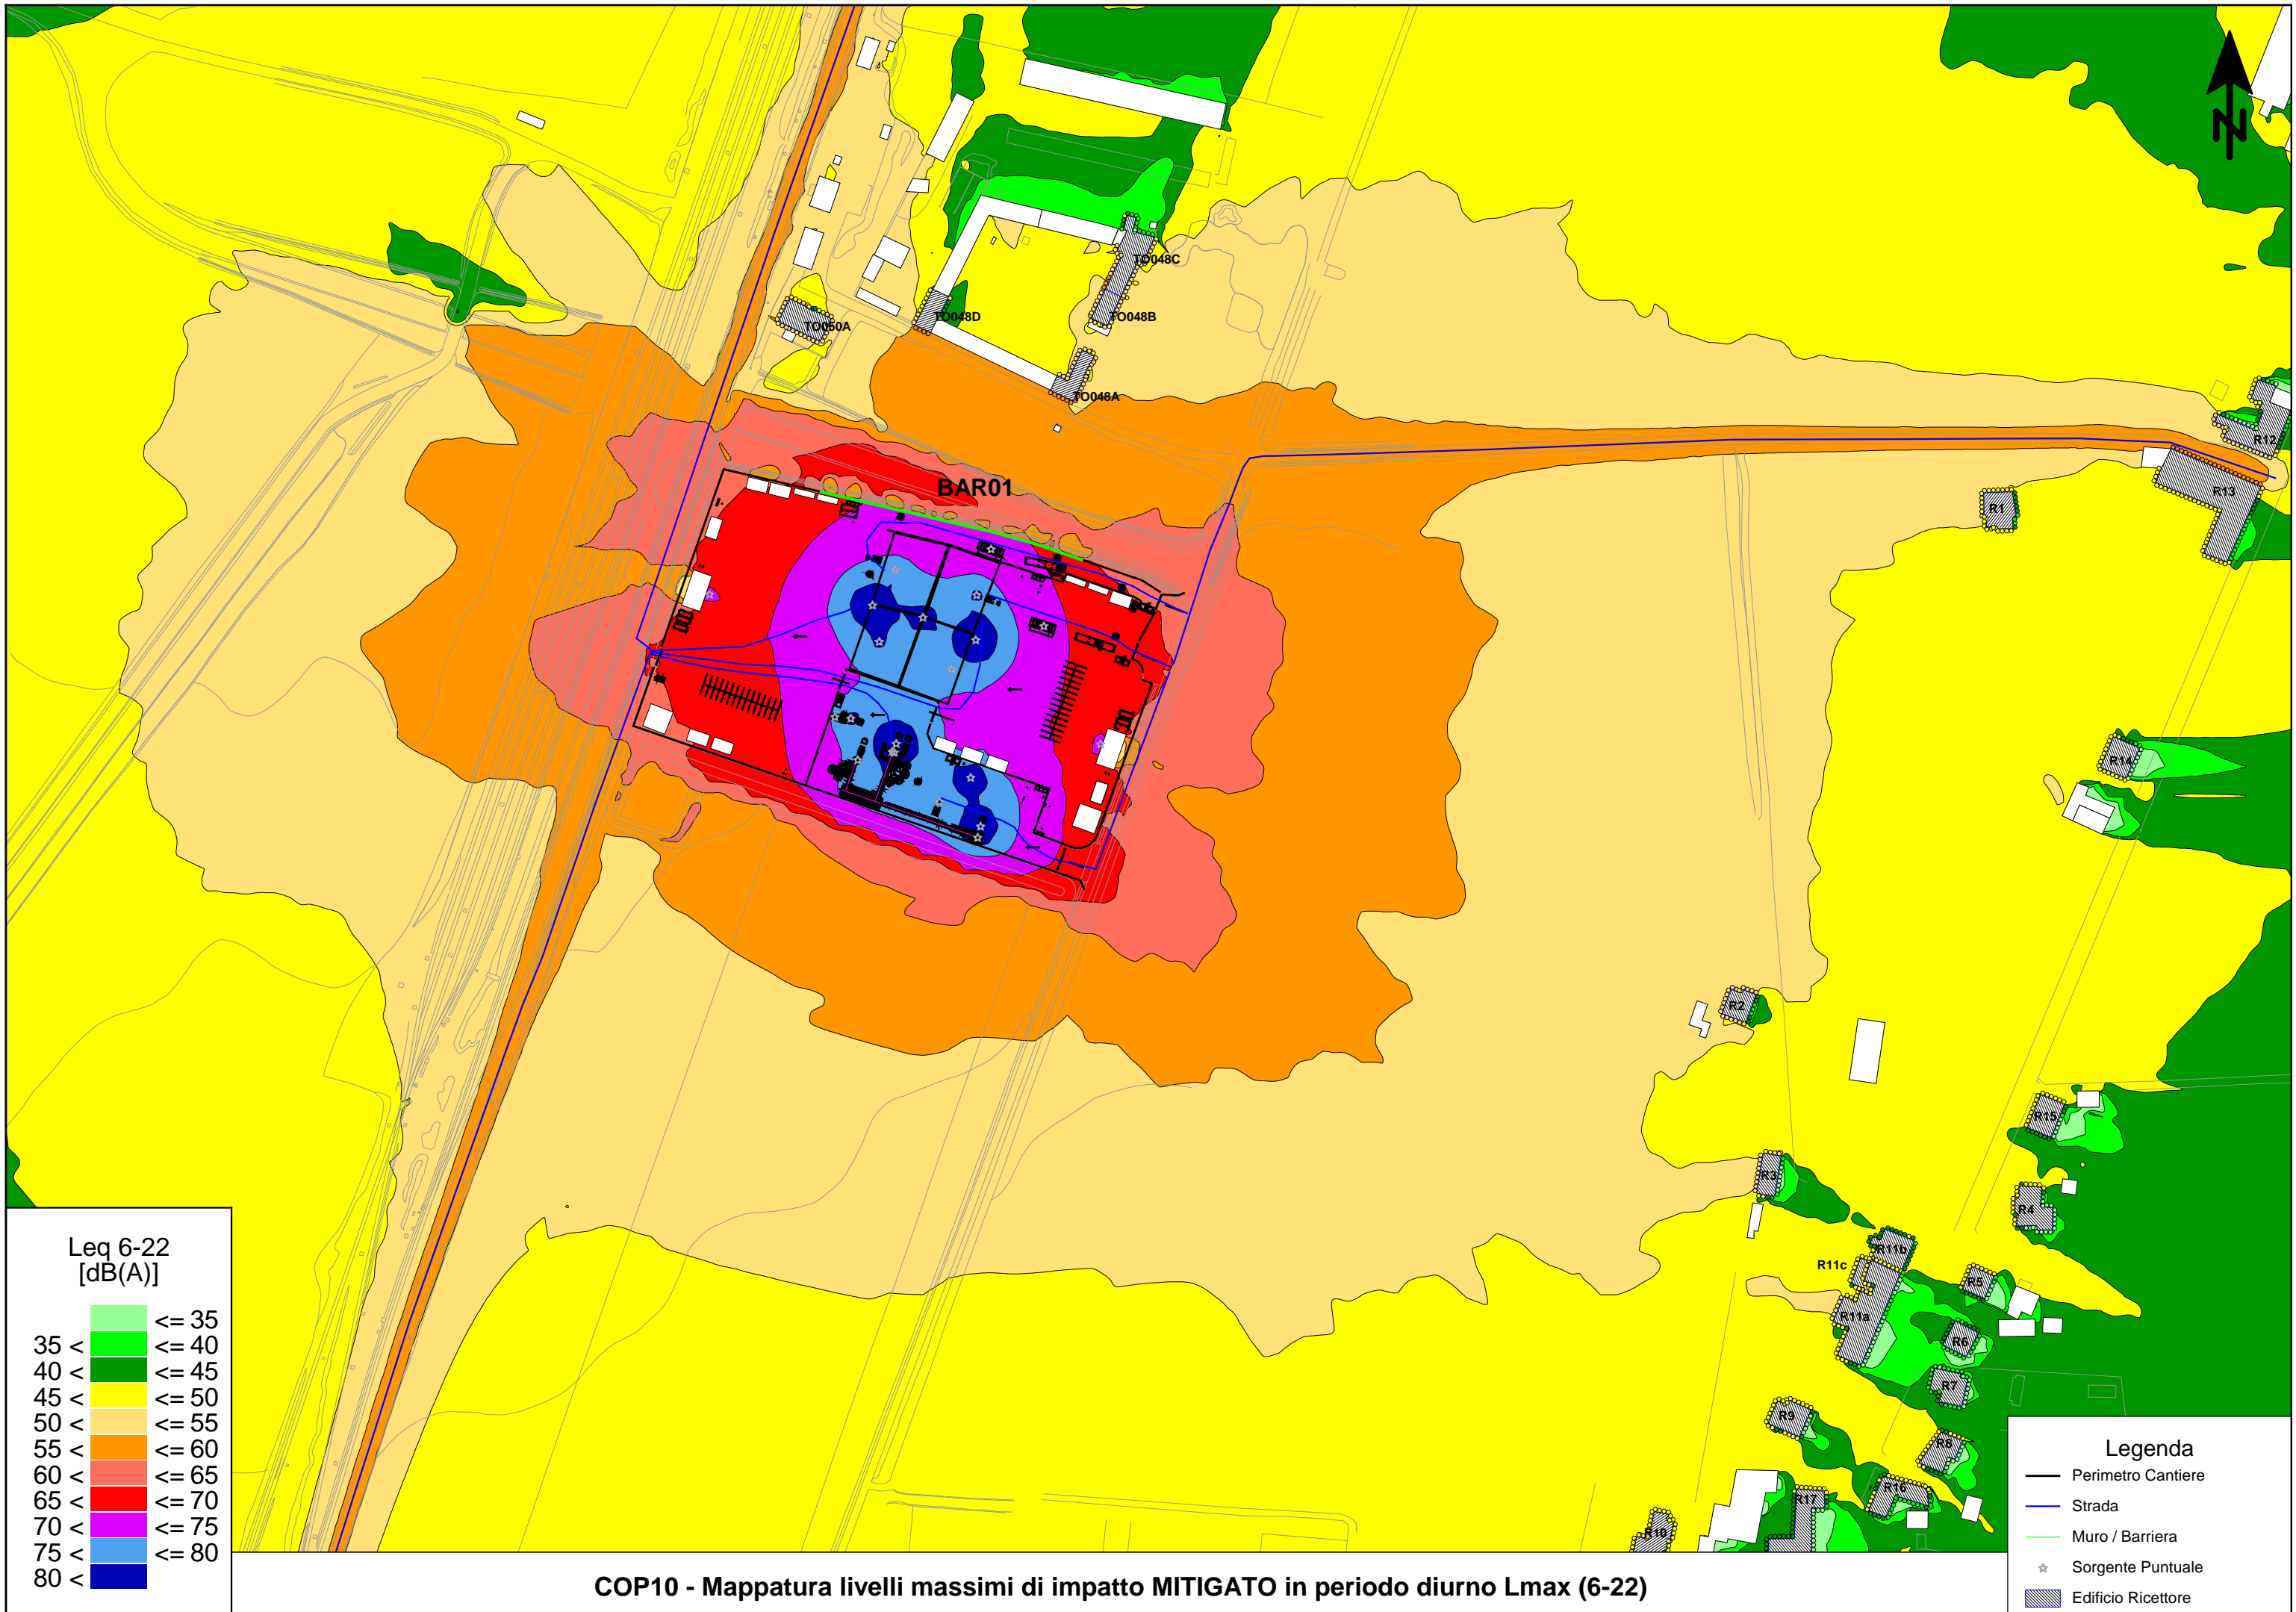 N
TO048C
TO048B
TO048D
TO050A
TO048A
BAR01
R12
R13
R1
R14
R2
R15
R3
R4
R11b
R11c
R5
R11a
R6
R7
R9
R8
R16
R17
R10
Leq 6-22
[dB(A)]
<= 35
35 < <= 40
40 < <= 45
45 < <= 50
50 < <= 55
55 < <= 60
60 < <= 65
65 < <= 70
70 < <= 75
75 < <= 80
80 <
Legenda
Perimetro Cantiere
Strada
Muro / Barriera
Sorgente Puntuale
Edificio Ricettore
COP10 - Mappatura livelli massimi di impatto MITIGATO in periodo diurno Lmax (6-22)